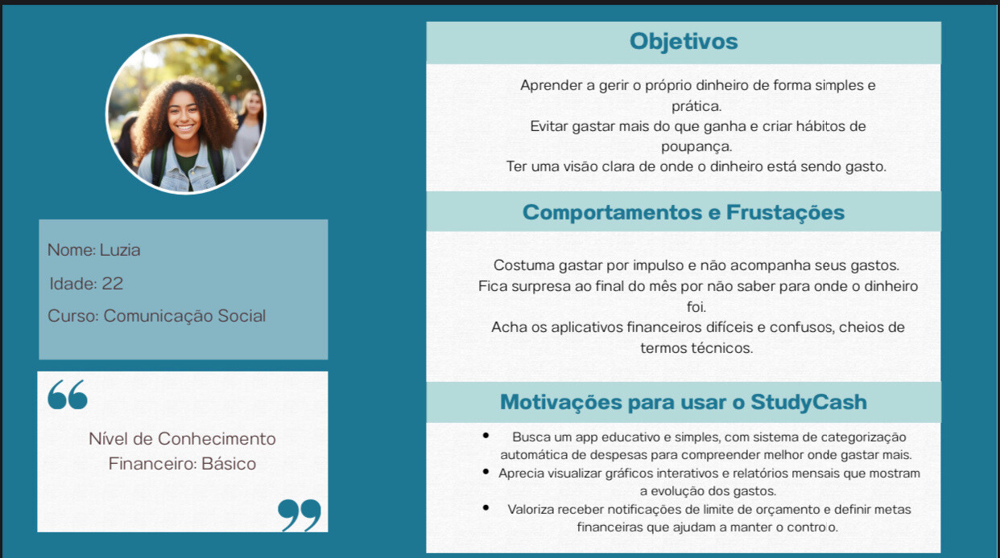 Nome: Luzia
Idade: 22
Curso: Comunicação Social
“
Nível de Conhecimento
Financeiro: Básico
”
Objetivos
Aprender a gerir o próprio dinheiro de forma simples e
prática.
Evitar gastar mais do que ganha e criar hábitos de
poupança.
Ter uma visão clara de onde o dinheiro está sendo gasto.
Comportamentos e Frustações
Costuma gastar por impulso e não acompanha seus gastos.
Fica surpresa ao final do mês por não saber para onde o dinheiro
foi.
Acha os aplicativos financeiros difíceis e confusos, cheios de
termos técnicos.
Motivações para usar o StudyCash
• Busca um app educativo e simples, com sistema de categorização
automática de despesas para compreender melhor onde gastar mais.
• Aprecia visualizar gráficos interativos e relatórios mensais que mostram
a evolução dos gastos.
• Valoriza receber notificações de limite de orçamento e definir metas
financeiras que ajudam a manter o controlo.